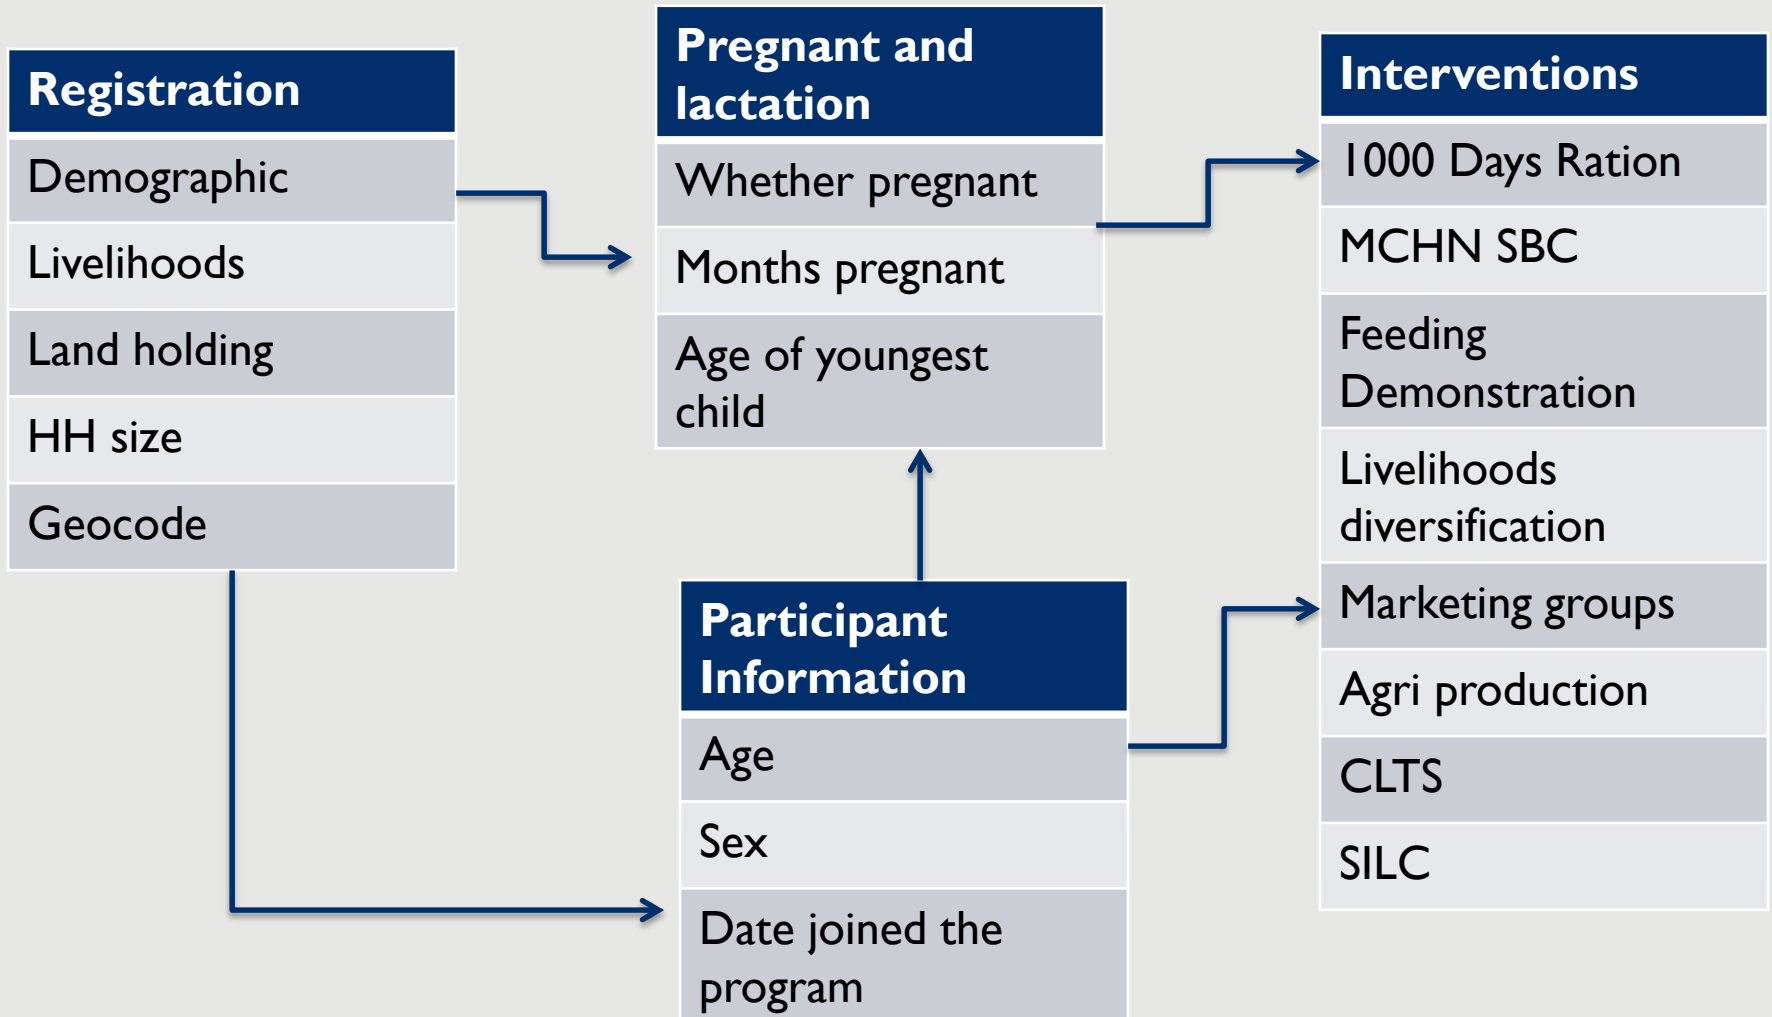 Registration
Demographic
Livelihoods
Land holding
HH size
Geocode
Pregnant and
lactation
Whether pregnant
Months pregnant
Age of youngest
child
Participant
Information
Age
Sex
Date joined the
program
Interventions
1000 Days Ration
MCHN SBC
Feeding
Demonstration
Livelihoods
diversification
Marketing groups
Agri production
CLTS
SILC